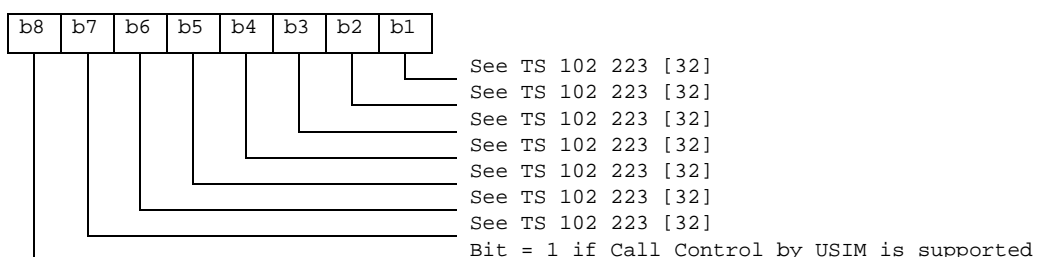 b8 b7 b6 b5 b4 b3 b2 b1
See TS 102 223 [32]
See TS 102 223 [32]
See TS 102 223 [32]
See TS 102 223 [32]
See TS 102 223 [32]
See TS 102 223 [32]
See TS 102 223 [32]
Bit = 1 if Call Control by USIM is supported